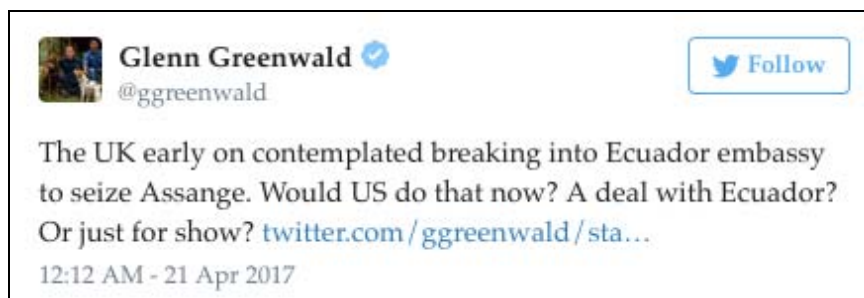 Glenn Greenwald
Follow
@ggreenwald
The UK early on contemplated breaking into Ecuador embassy
to seize Assange. Would US do that now? A deal with Ecuador?
Or just for show? twitter.com/ggreenwald/sta…
12:12 AM - 21 Apr 2017